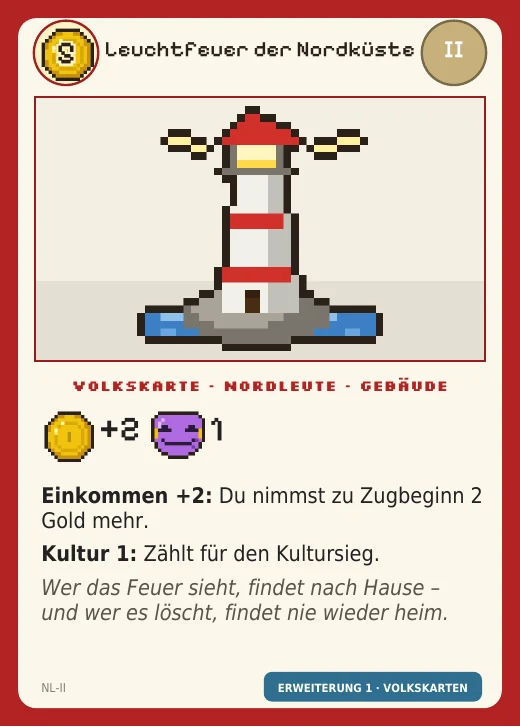 8 Leuchtfeuer der Nordküste II
VOLKSKARTE · NORDLEUTE · GEBÄUDE
+2 1
Einkommen +2: Du nimmst zu Zugbeginn 2
Gold mehr.
Kultur 1: Zählt für den Kultursieg.
Wer das Feuer sieht, findet nach Hause –
und wer es löscht, findet nie wieder heim.
NL-II ERWEITERUNG 1 · VOLKSKARTEN